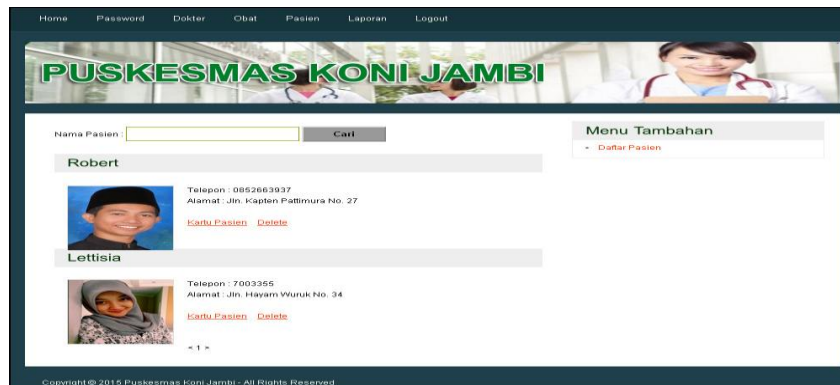 Home Password Dokter Obat Pasien Laporan Logout
PUSKESMAS KONI JAMBI
Nama Pasien : Cari
Menu Tambahan
Daftar Pasien
Robert
Telepon : 0852663937
Alamat : Jln. Kapten Pattimura No. 27
Kartu Pasien Delete
Lettisia
Telepon : 7003355
Alamat : Jln. Hayam Wuruk No. 34
Kartu Pasien Delete
< 1 >
Copyright © 2015 Puskesmas Koni Jambi - All Rights Reserved